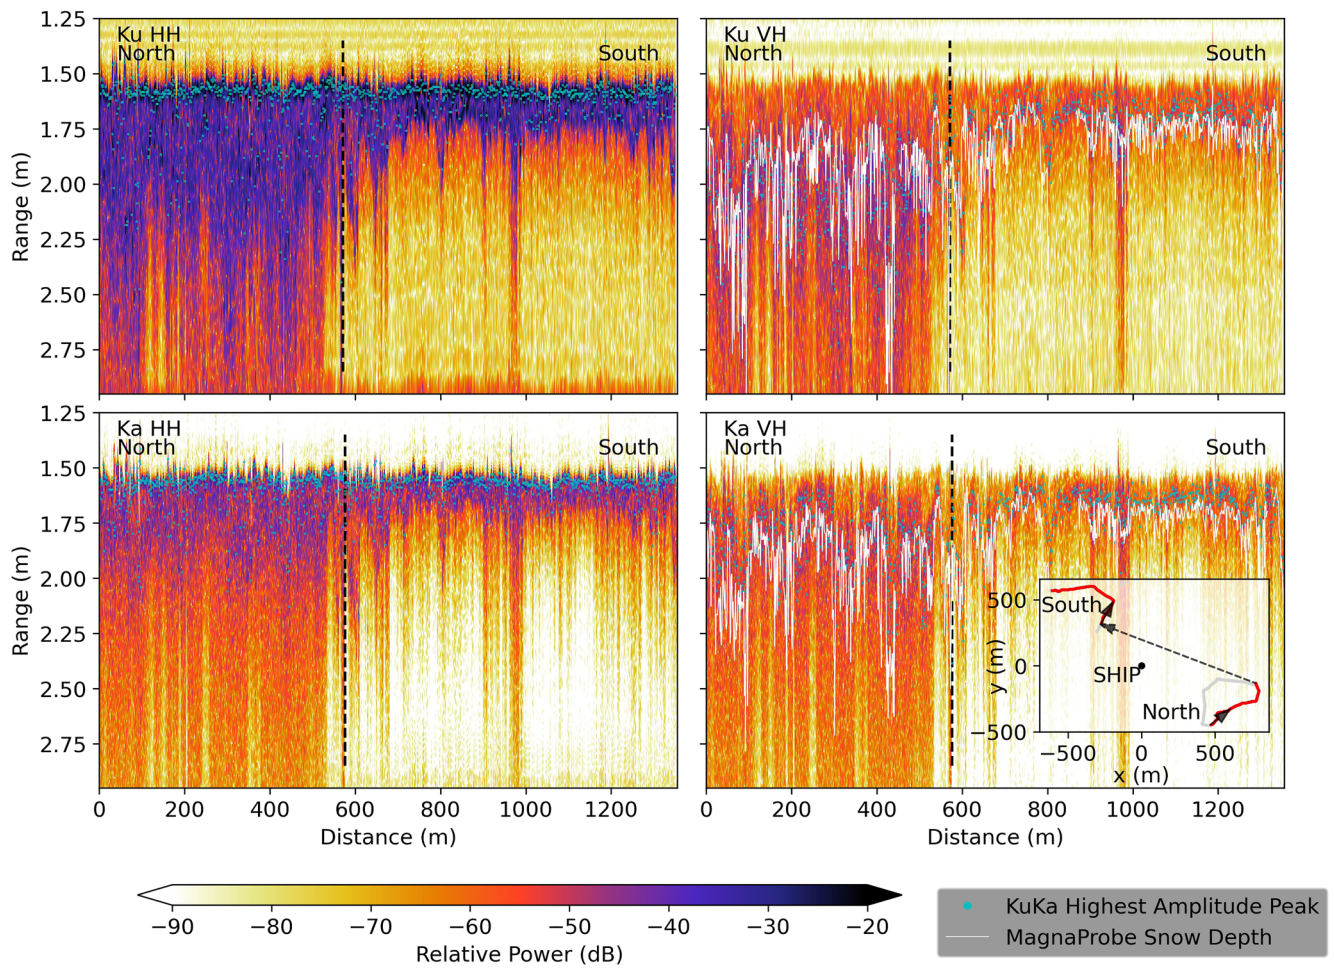 Ku HH
North
South
Ku VH
North
South
1.25
1.50
1.75
2.00
2.25
2.50
2.75
Range (m)
Ka HH
North
South
Ka VH
North
South
1.25
1.50
1.75
2.00
2.25
2.50
2.75
Range (m)
500
0
−500
y (m)
South
SHIP
North
−500
0
500
x (m)
0
200
400
600
800
1000
1200
Distance (m)
0
200
400
600
800
1000
1200
Distance (m)
−90
−80
−70
−60
−50
−40
−30
−20
Relative Power (dB)
KuKa Highest Amplitude Peak
MagnaProbe Snow Depth